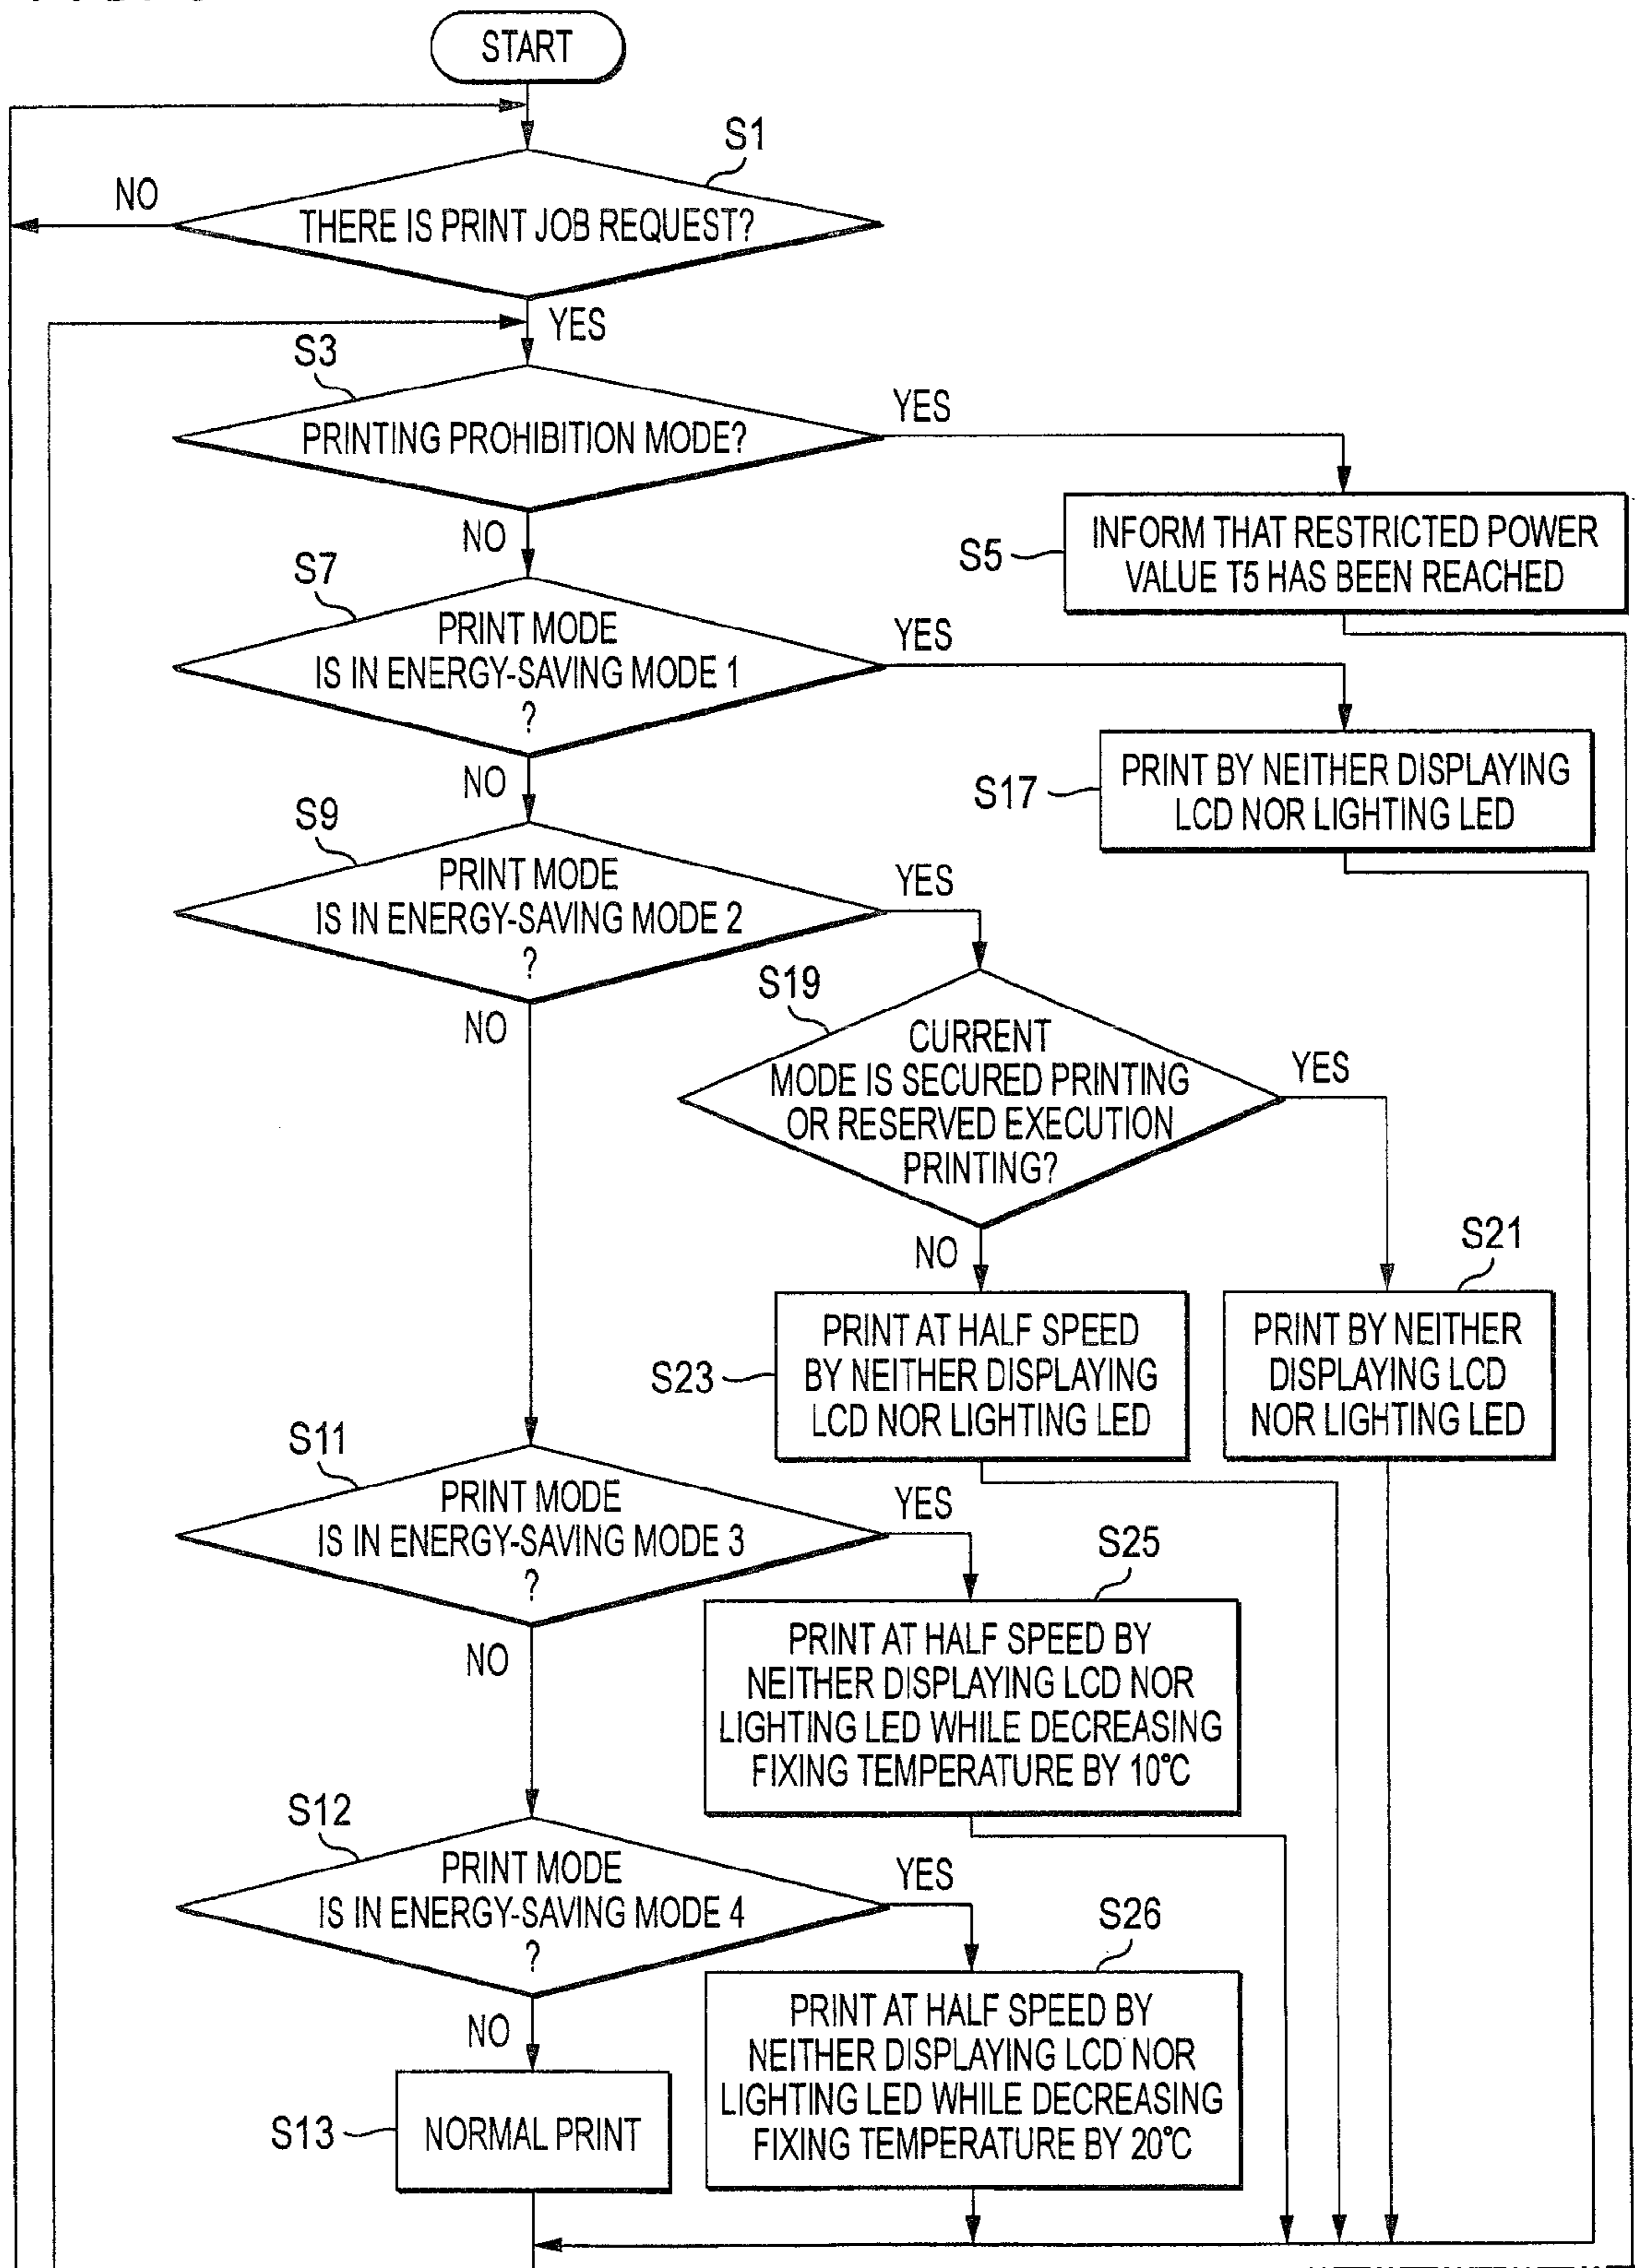 START
S1
NO
THERE IS PRINT JOB REQUEST?
YES
S3
YES
PRINTING PROHIBITION MODE?
NO
S5
INFORM THAT RESTRICTED POWER
VALUE T5 HAS BEEN REACHED
S7
PRINT MODE
IS IN ENERGY-SAVING MODE 1
?
YES
NO
S17
PRINT BY NEITHER DISPLAYING
LCD NOR LIGHTING LED
S9
PRINT MODE
IS IN ENERGY-SAVING MODE 2
?
YES
NO
S19
CURRENT
MODE IS SECURED PRINTING
OR RESERVED EXECUTION
PRINTING?
YES
NO
S21
PRINT BY NEITHER
DISPLAYING LCD
NOR LIGHTING LED
S23
PRINT AT HALF SPEED
BY NEITHER DISPLAYING
LCD NOR LIGHTING LED
S11
PRINT MODE
IS IN ENERGY-SAVING MODE 3
?
YES
NO
S25
PRINT AT HALF SPEED BY
NEITHER DISPLAYING LCD NOR
LIGHTING LED WHILE DECREASING
FIXING TEMPERATURE BY 10°C
S12
PRINT MODE
IS IN ENERGY-SAVING MODE 4
?
YES
NO
S26
PRINT AT HALF SPEED BY
NEITHER DISPLAYING LCD NOR
LIGHTING LED WHILE DECREASING
FIXING TEMPERATURE BY 20°C
S13
NORMAL PRINT